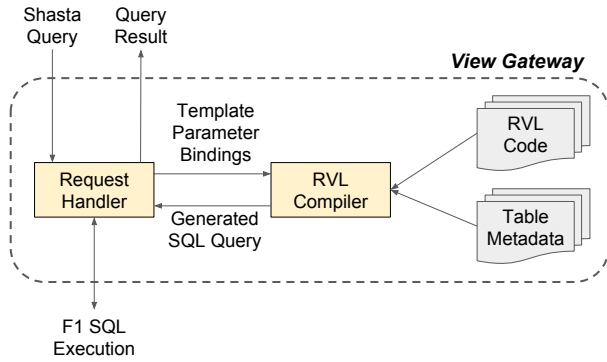 Shasta
Query
Query
Result
View Gateway
Template
Parameter
Bindings
RVL
Code
Request
Handler
RVL
Compiler
Generated
SQL Query
Table
Metadata
F1 SQL
Execution